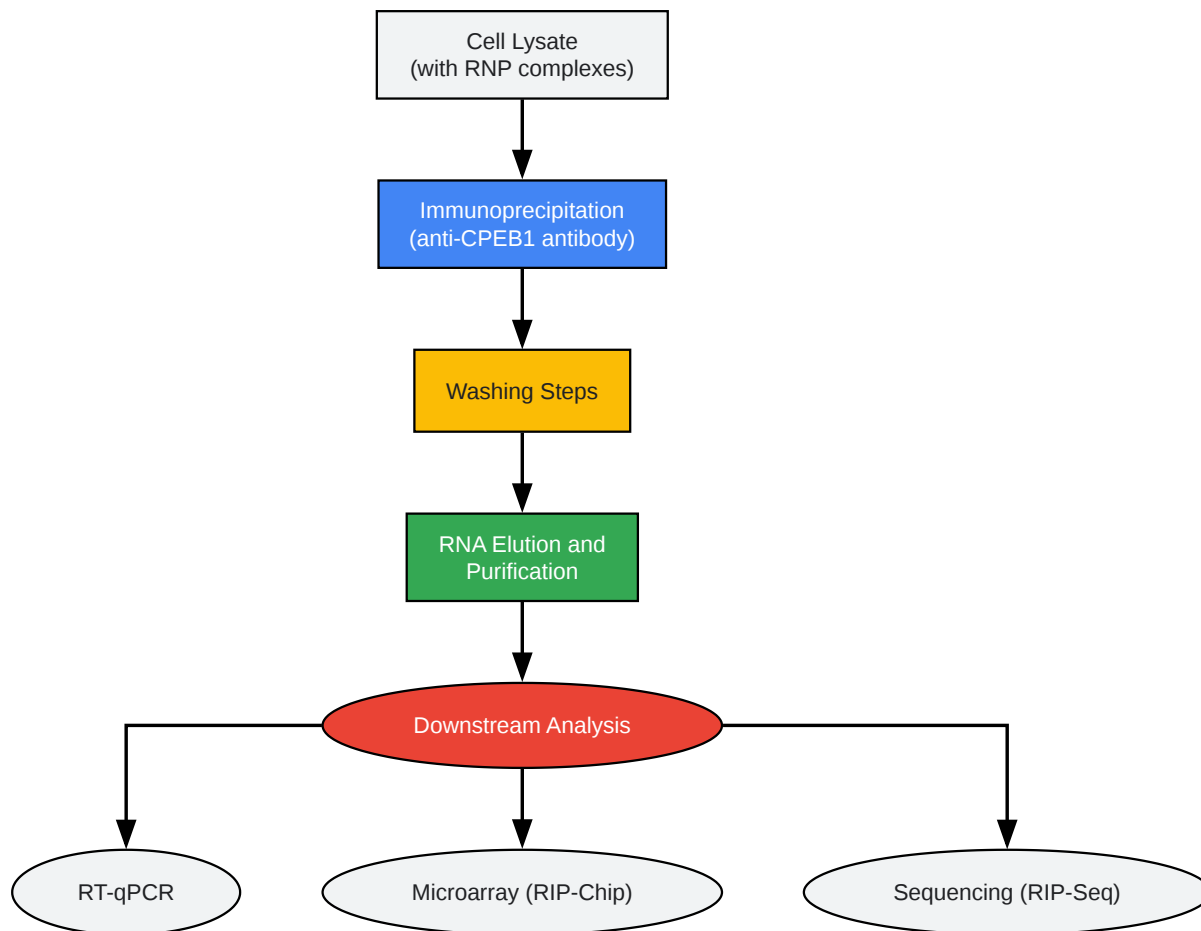 Cell Lysate
(with RNP complexes)
Immunoprecipitation
(anti-CPEB1 antibody)
Washing Steps
RNA Elution and
Purification
Downstream Analysis
RT-qPCR
Microarray (RIP-Chip)
Sequencing (RIP-Seq)